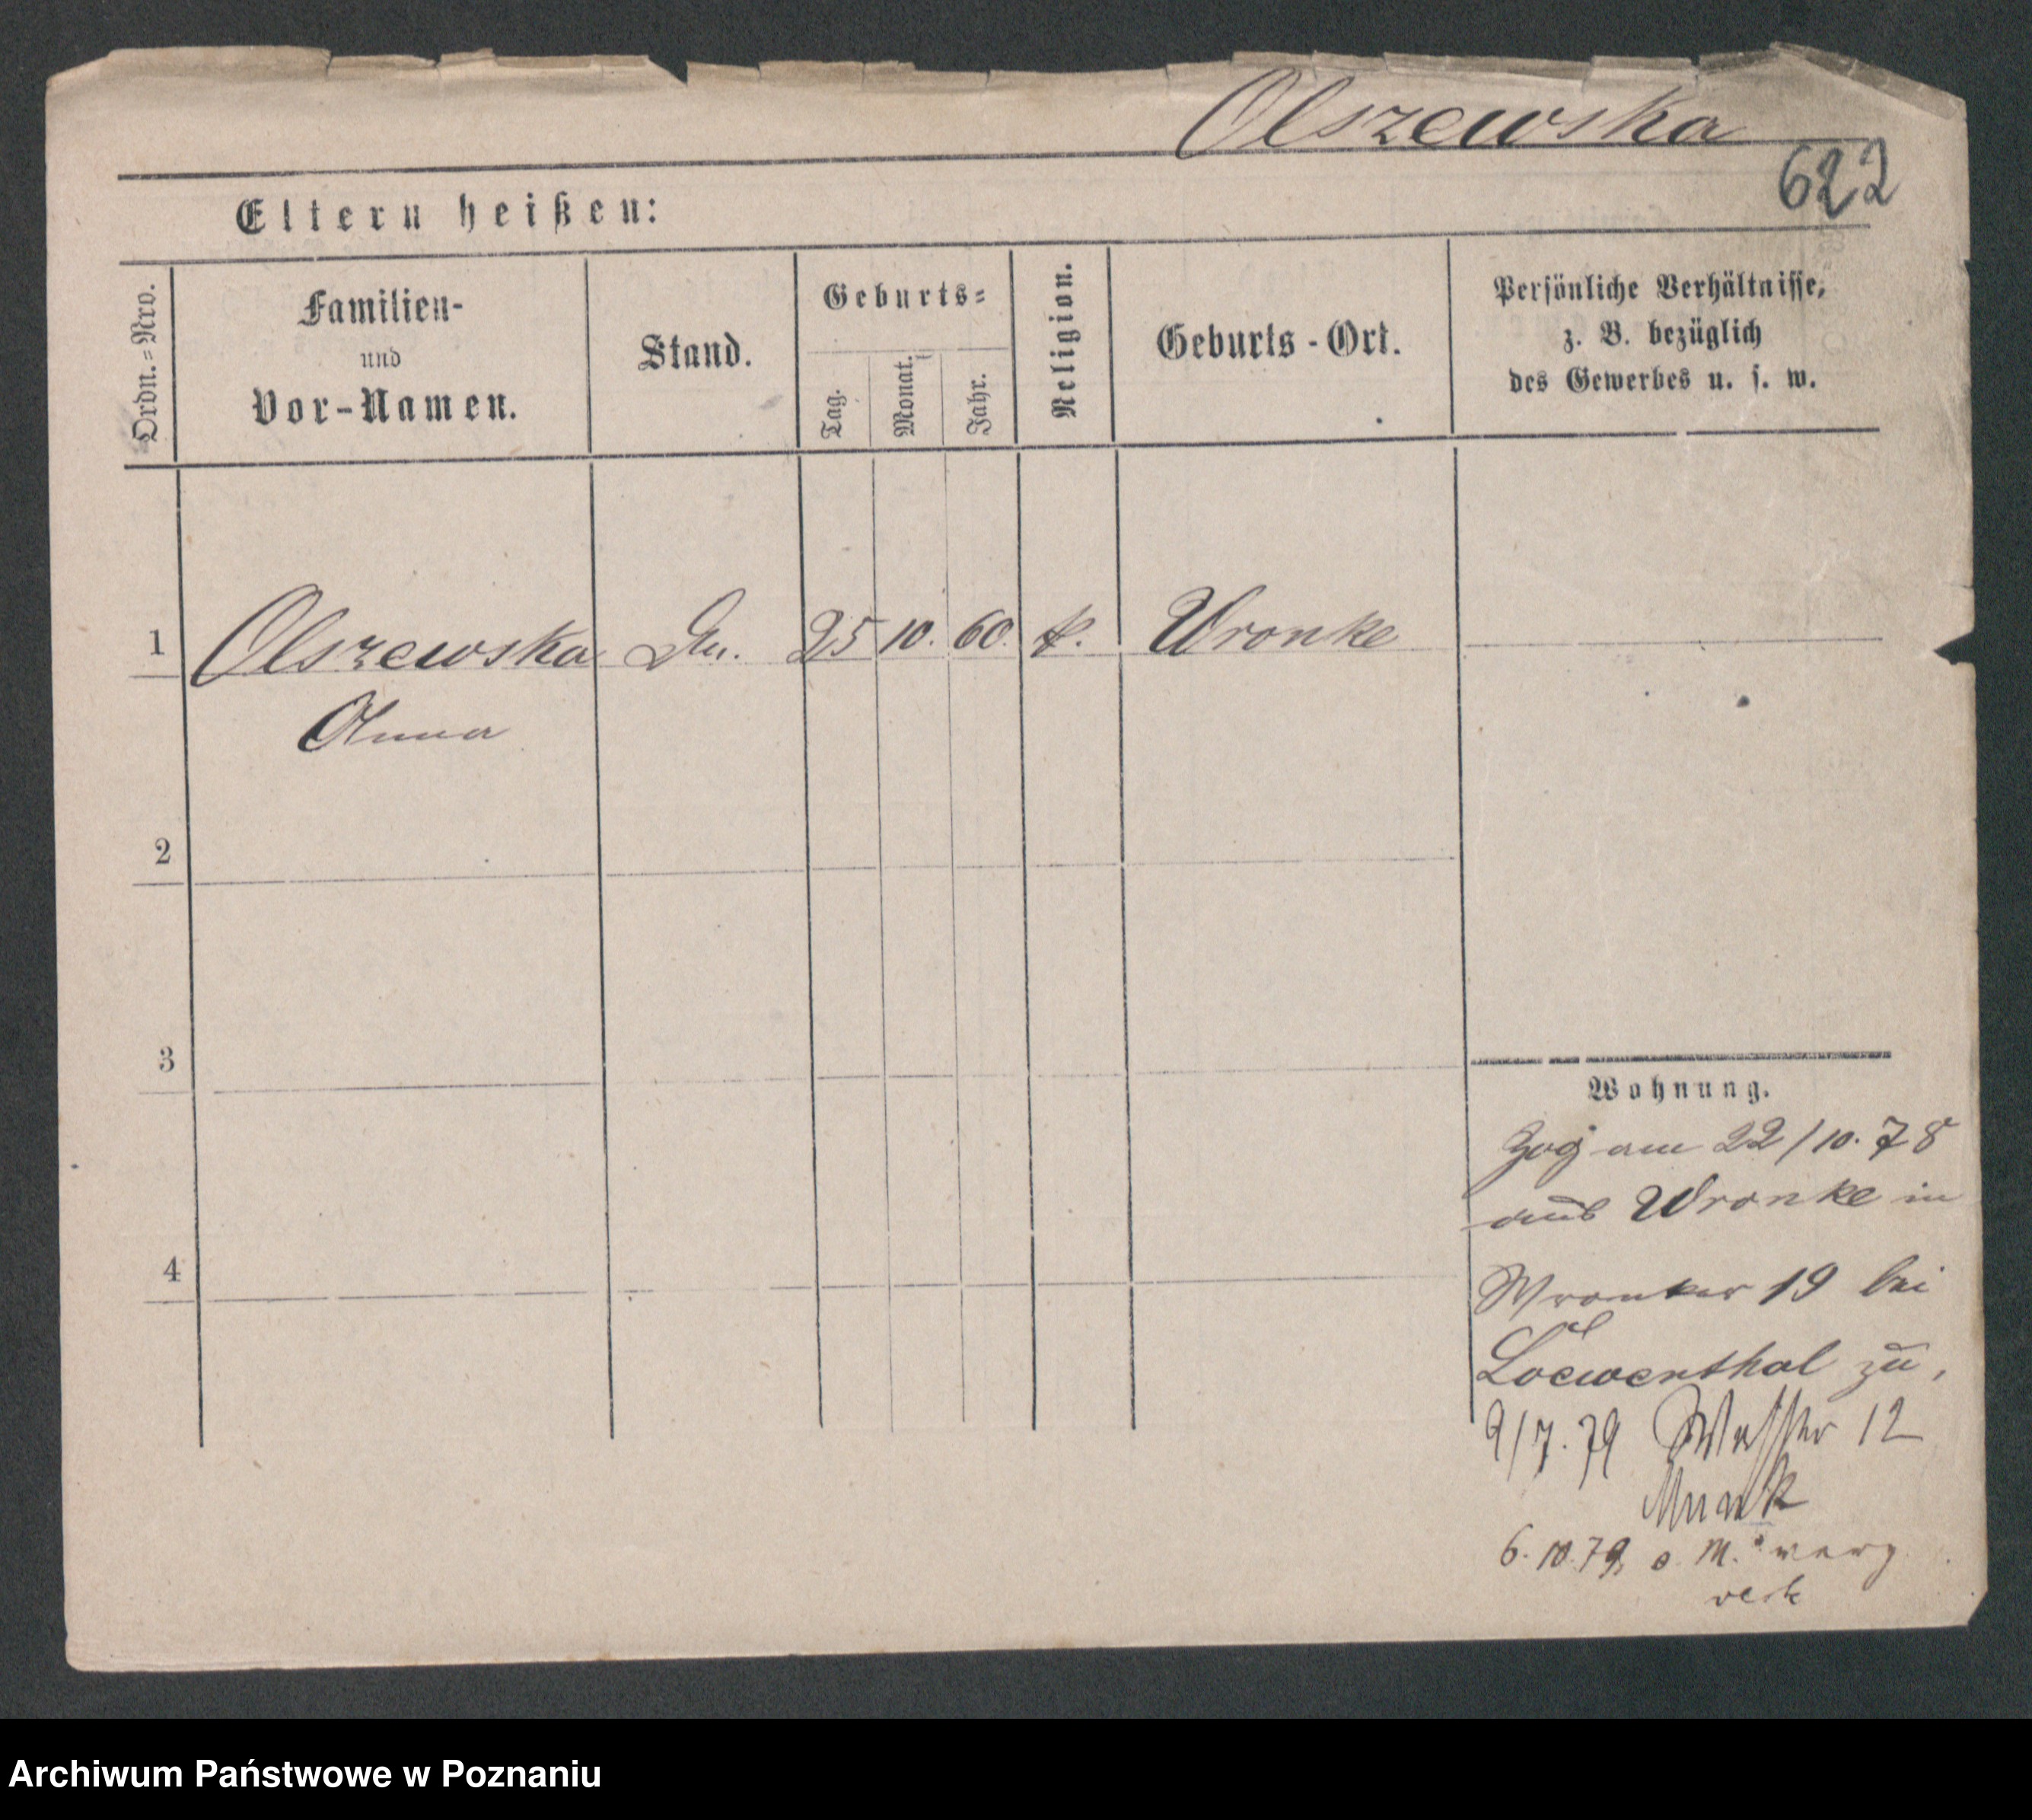 Olszewska
622
Eltern heißen:
Ordn.=Nro.
Familien-
und
Vor-Namen.
Stand.
Geburts=
Tag.
Monat.
Jahr.
Religion.
Geburts-Ort.
Persönliche Verhältnisse,
z. B. bezüglich
des Gewerbes u. s. w.
1 Olszewska 25 10. 60. k. Wronke
Anna
2
3
4
Wohnung.
Zog am 22/10. 78
aus Wronke in
Wronker 19 bei
Loewenthal zu,
9/7. 79 Wasser 12
Munk
6. 10. 79, o. M. verz
Archiwum Państwowe w Poznaniu